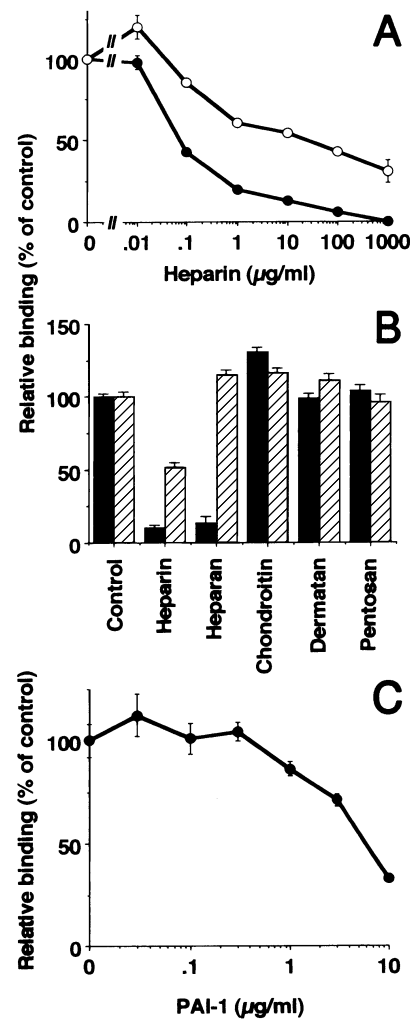 A
100
50
0
0
.01
.1
1
10
100
1000
Heparin (µg/ml)
Relative binding (% of control)
B
150
100
50
0
Control
Heparin
Heparan
Chondroitin
Dermatan
Pentosan
C
100
50
0
0
.1
1
10
Relative binding (% of control)
PAI-1 (µg/ml)